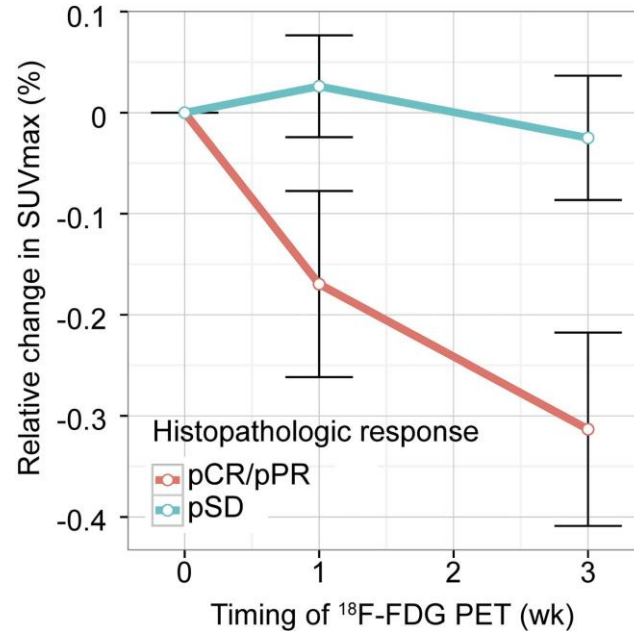 Relative change in SUVmax (%)
0.1
0
-0.1
-0.2
-0.3
-0.4
Histopathologic response
pCR/pPR
pSD
0 1 2 3
Timing of ¹⁸F-FDG PET (wk)